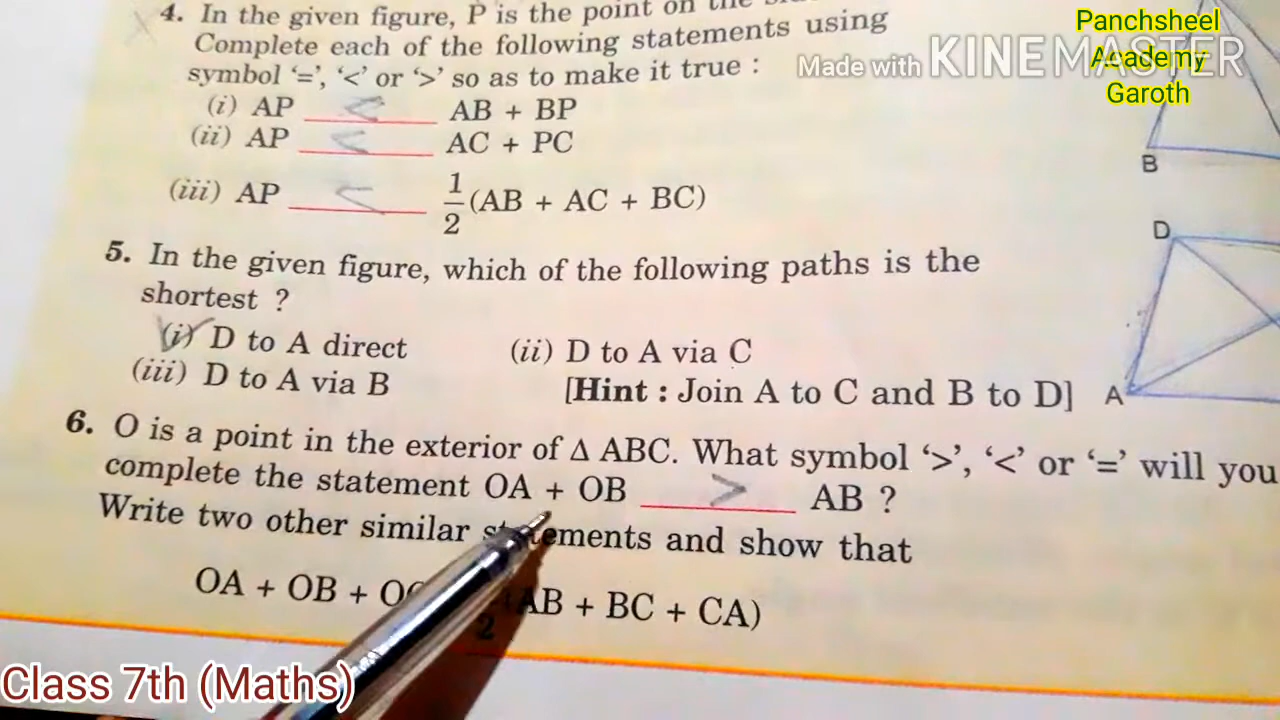 4. In the given figure, P is the point on the
Complete each of the following statements using
symbol '=', '<' or '>' so as to make it true :
(i) AP < AB + BP
(ii) AP < AC + PC
(iii) AP < 1/2 (AB + AC + BC)
5. In the given figure, which of the following paths is the
shortest ?
(i) D to A direct (ii) D to A via C
(iii) D to A via B [Hint : Join A to C and B to D]
6. O is a point in the exterior of Δ ABC. What symbol '>', '<' or '=' will you
complete the statement OA + OB > AB ?
Write two other similar statements and show that
OA + OB + 2 AB + BC + CA)
B
D
A
Panchsheel
Academy
Garoth
Made with KINEMASTER
Class 7th (Maths)